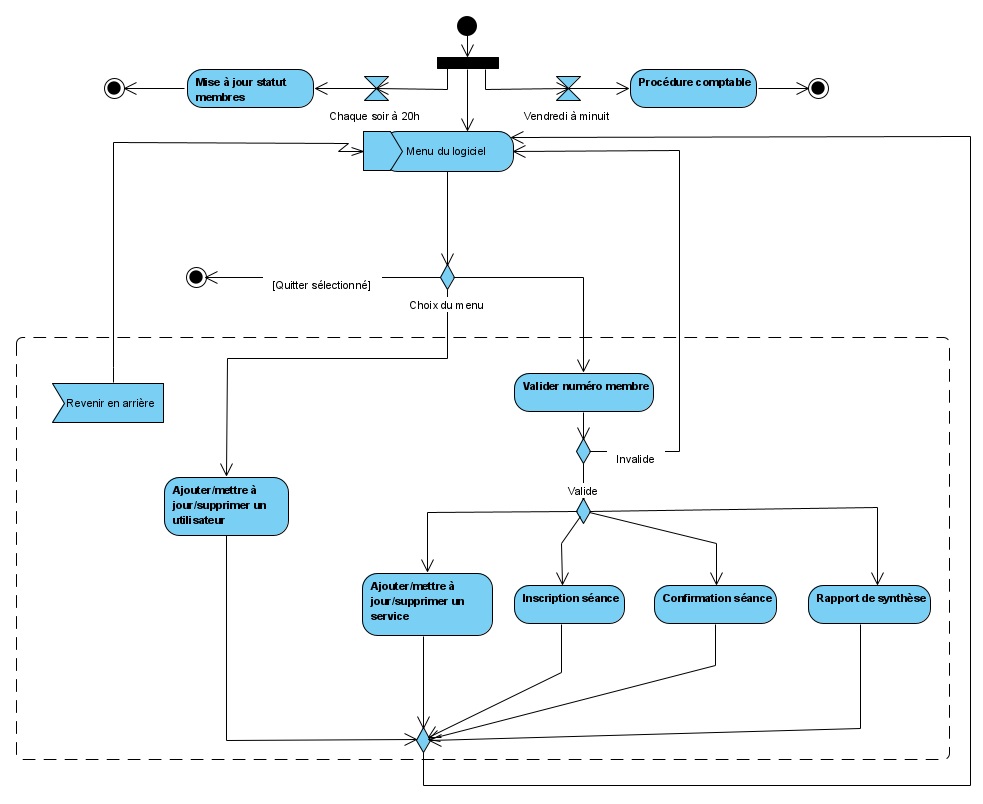 Mise à jour statut
membres
Procédure comptable
Chaque soir à 20h
Vendredi à minuit
Menu du logiciel
[Quitter sélectionné]
Choix du menu
Revenir en arrière
Valider numéro membre
Invalide
Valide
Ajouter/mettre à
jour/supprimer un
utilisateur
Ajouter/mettre à
jour/supprimer un
service
Inscription séance
Confirmation séance
Rapport de synthèse